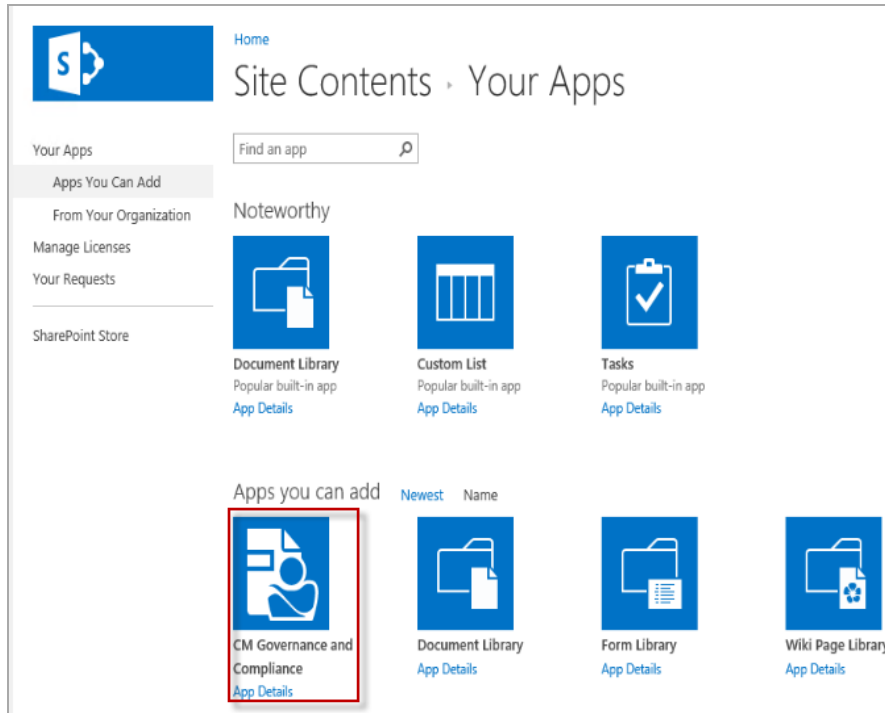 S
Home
Site Contents ▸ Your Apps
Find an app
Your Apps
Apps You Can Add
From Your Organization
Manage Licenses
Your Requests
SharePoint Store
Noteworthy
Document Library
Popular built-in app
App Details
Custom List
Popular built-in app
App Details
Tasks
Popular built-in app
App Details
Apps you can add Newest Name
CM Governance and
Compliance
App Details
Document Library
App Details
Form Library
App Details
Wiki Page Library
App Details